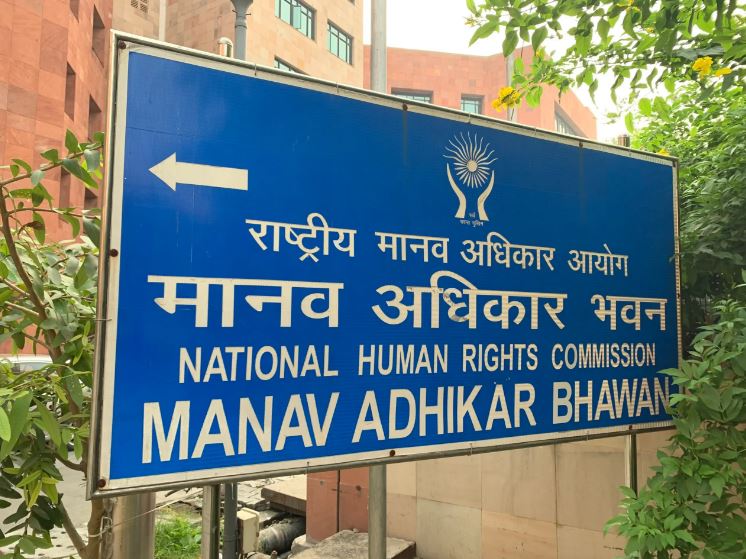 राष्ट्रीय मानव अधिकार आयोग
मानव अधिकार भवन
NATIONAL HUMAN RIGHTS COMMISSION
MANAV ADHIKAR BHAWAN